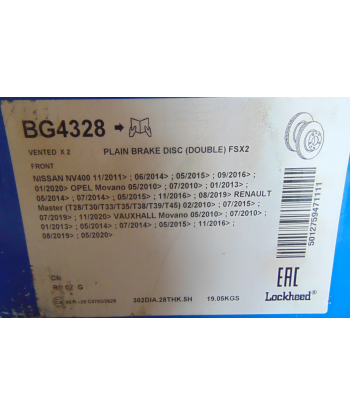 BG4328
VENTED X 2 PLAIN BRAKE DISC (DOUBLE) FSX2
FRONT
NISSAN NV400 11/2011> ; 06/2014> ; 05/2015> ; 09/2016> ;
01/2020> OPEL Movano 05/2010> ; 07/2010> ; 01/2013> ;
05/2014> ; 07/2014> ; 05/2015> ; 11/2016> ; 08/2019> RENAULT
Master (T28/T30/T33/T35/T38/T39/T45) 02/2010> ; 07/2015> ;
07/2019> ; 11/2020> VAUXHALL Movano 05/2010> ; 07/2010> ;
01/2013> ; 05/2014> ; 07/2014> ; 05/2015> ; 11/2016> ;
08/2019> ; 05/2020>
5012759471111
CN
G
302DIA.28THK.5H 19.05KGS
EAC
Lockheed®